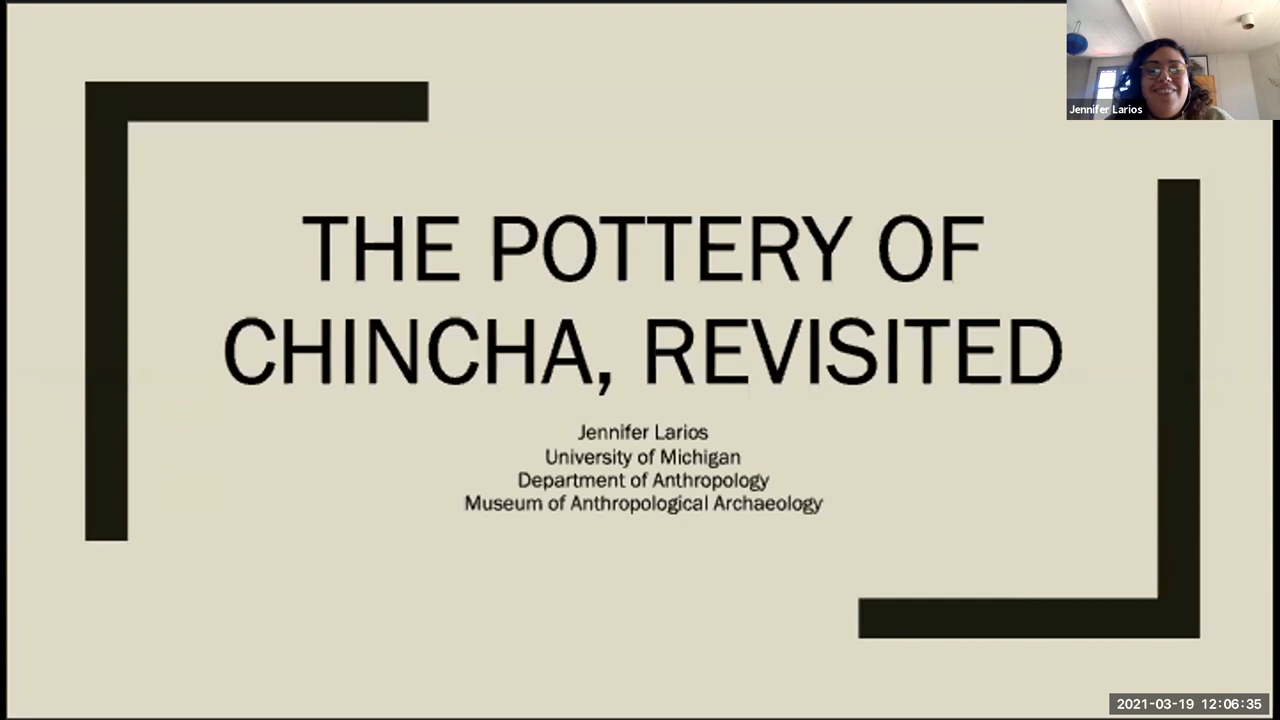 Jennifer Larios
THE POTTERY OF
CHINCHA, REVISITED
Jennifer Larios
University of Michigan
Department of Anthropology
Museum of Anthropological Archaeology
2021-03-19 12:06:35